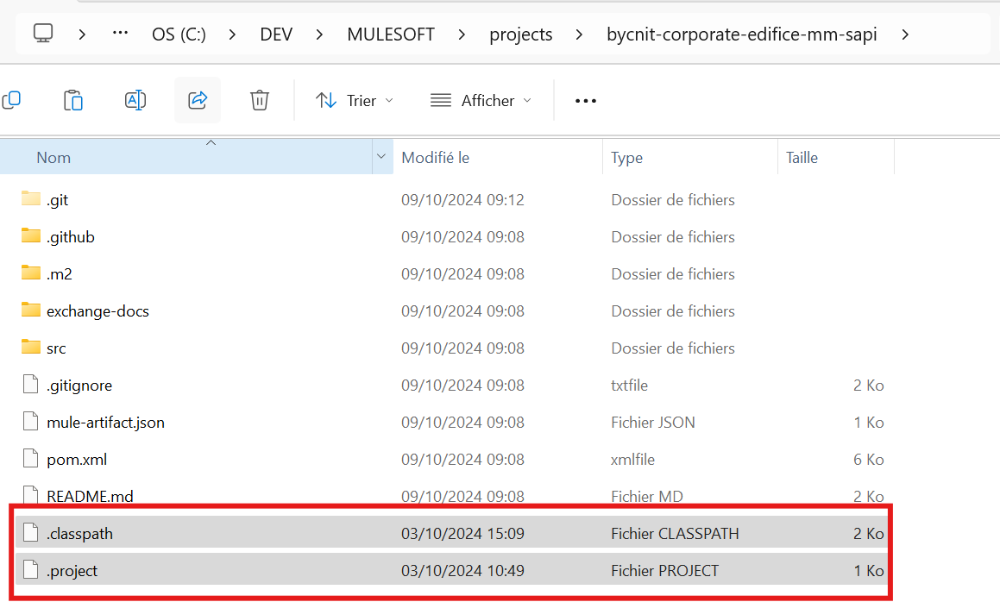 OS (C:) > DEV > MULESOFT > projects > bycnit-corporate-edifice-mm-sapi >
Trier Afficher
Nom Modifié le Type Taille
.git 09/10/2024 09:12 Dossier de fichiers
.github 09/10/2024 09:08 Dossier de fichiers
.m2 09/10/2024 09:08 Dossier de fichiers
exchange-docs 09/10/2024 09:08 Dossier de fichiers
src 09/10/2024 09:08 Dossier de fichiers
.gitignore 09/10/2024 09:08 txtfile 2 Ko
mule-artifact.json 09/10/2024 09:08 Fichier JSON 1 Ko
pom.xml 09/10/2024 09:08 xmlfile 6 Ko
README.md 09/10/2024 09:08 Fichier MD 2 Ko
.classpath 03/10/2024 15:09 Fichier CLASSPATH 2 Ko
.project 03/10/2024 10:49 Fichier PROJECT 1 Ko